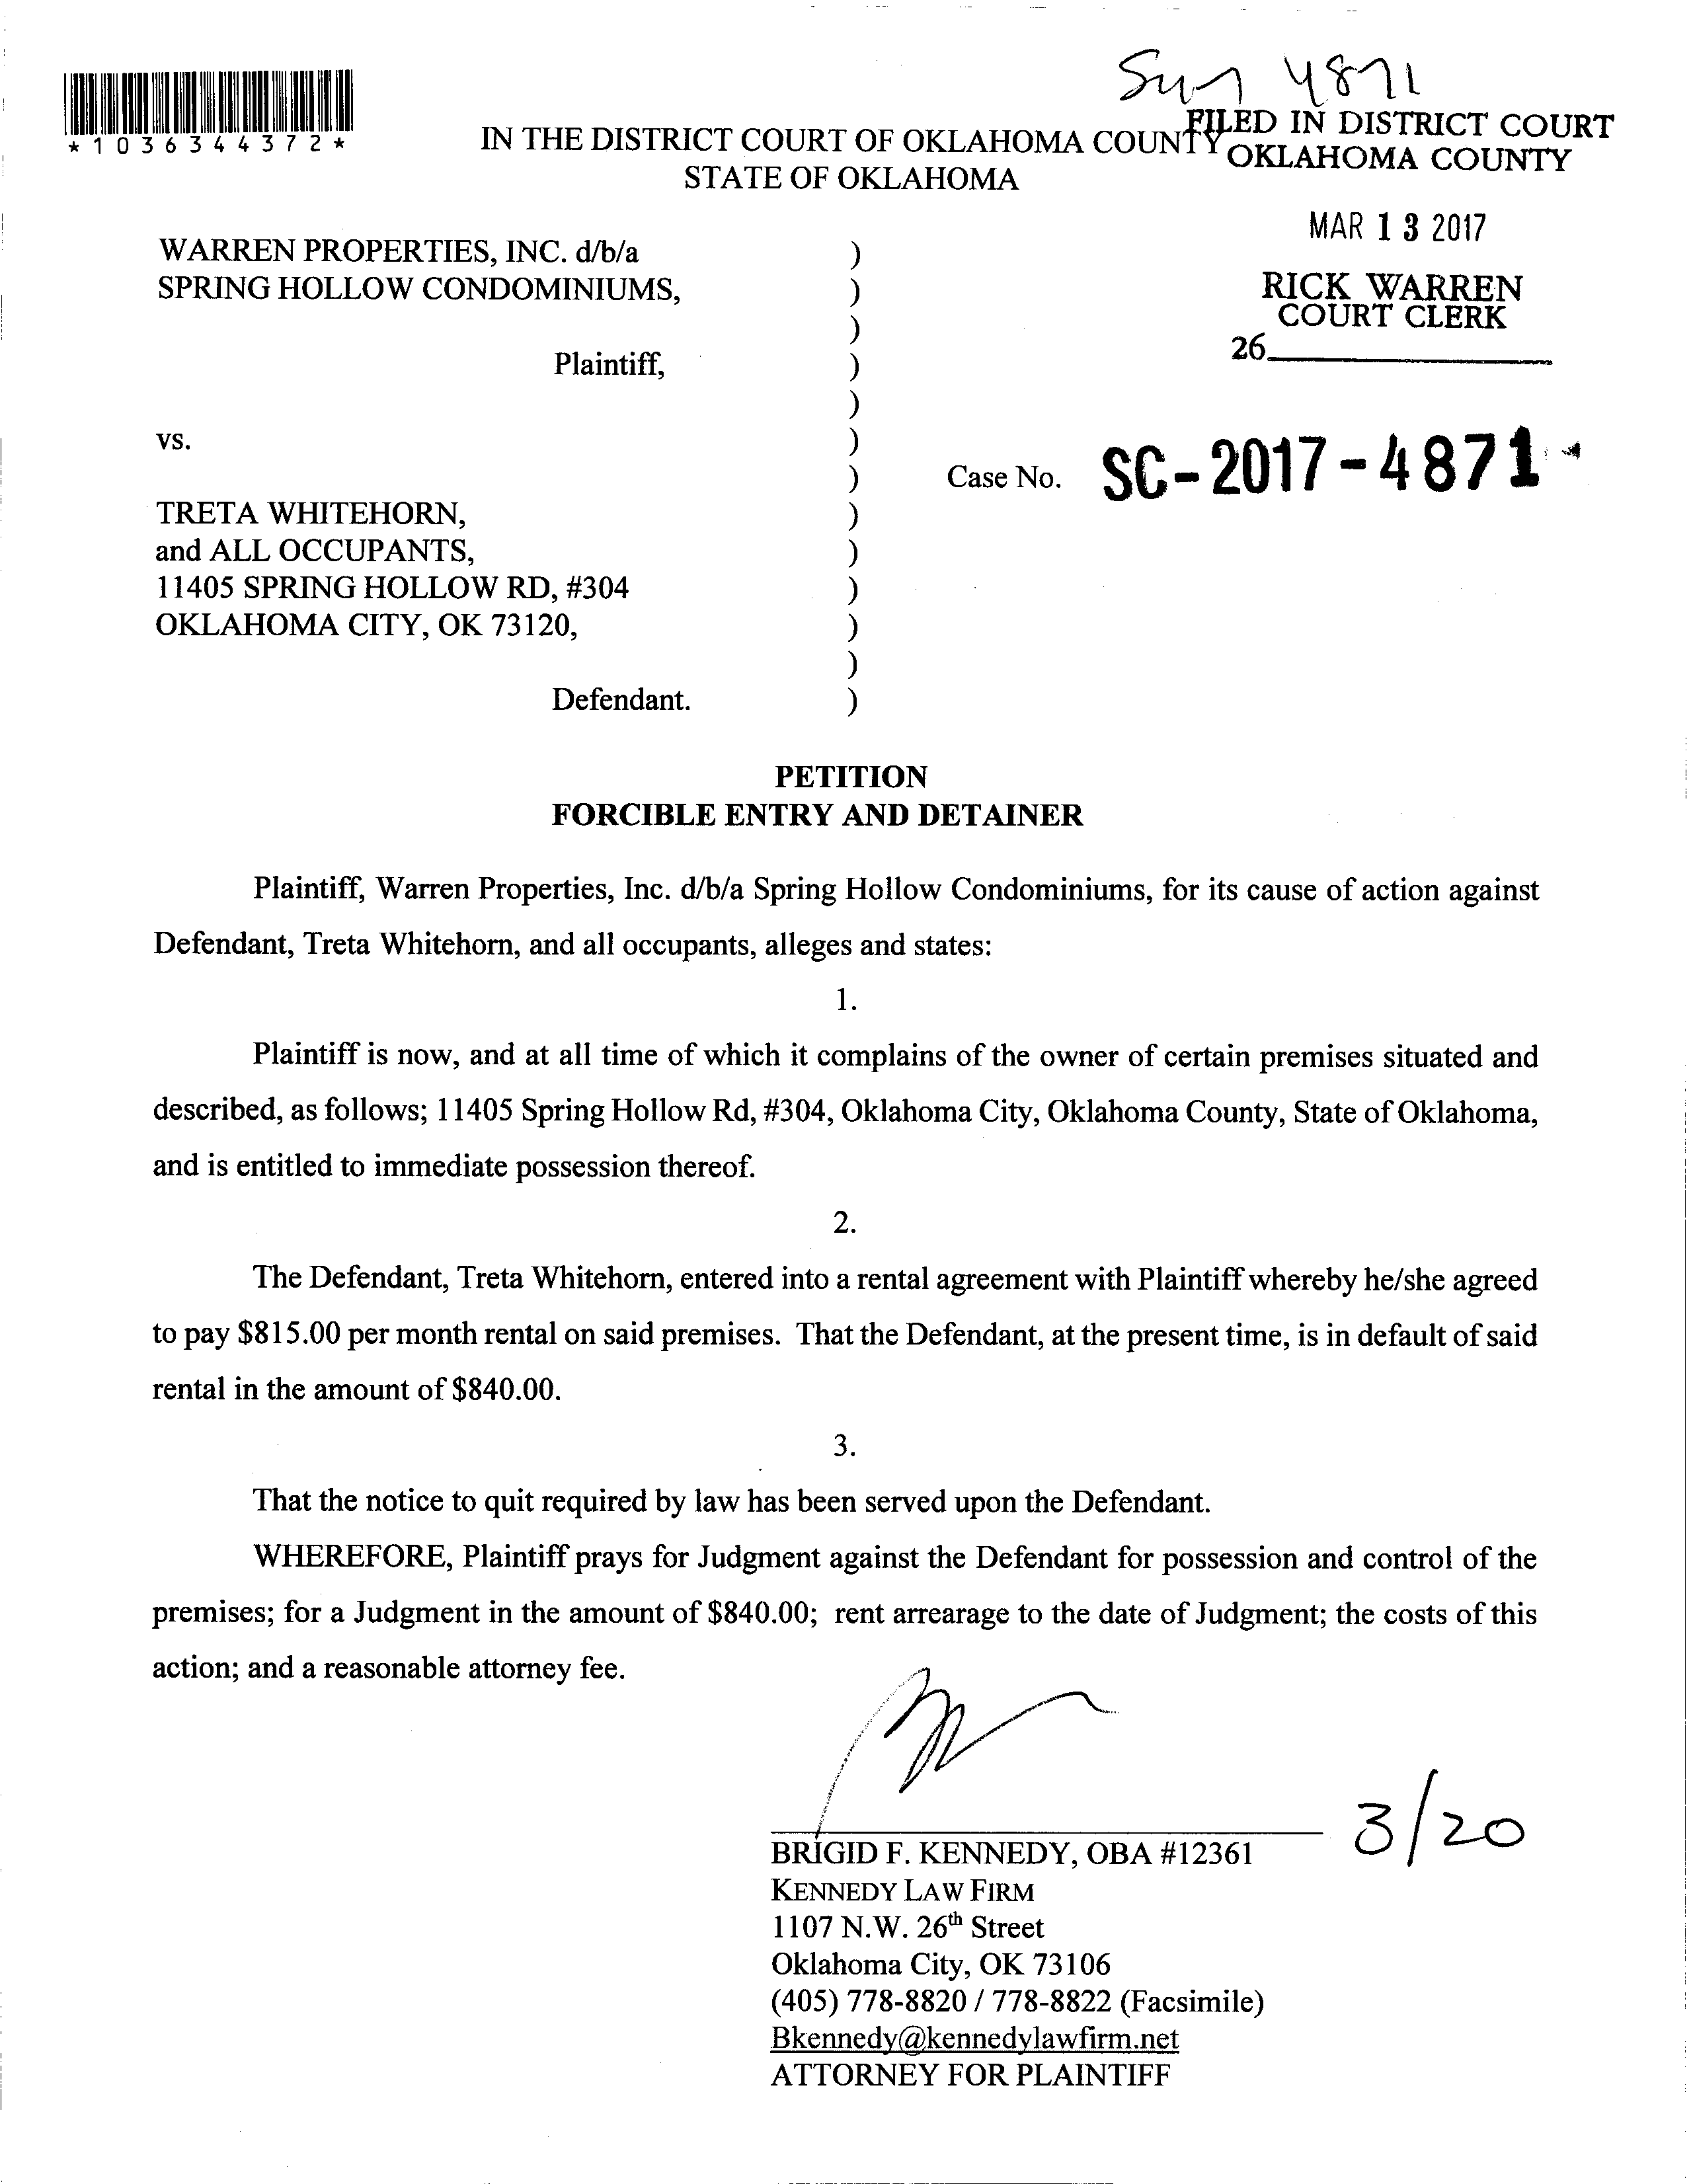 Sum 4871
*1036344372*
IN THE DISTRICT COURT OF OKLAHOMA COUNTY
STATE OF OKLAHOMA
FILED IN DISTRICT COURT
OKLAHOMA COUNTY
MAR 13 2017
RICK WARREN
COURT CLERK
26
WARREN PROPERTIES, INC. d/b/a )
SPRING HOLLOW CONDOMINIUMS, )
)
Plaintiff, )
)
vs. )
) Case No. SC-2017-4871
TRETA WHITEHORN, )
and ALL OCCUPANTS, )
11405 SPRING HOLLOW RD, #304 )
OKLAHOMA CITY, OK 73120, )
)
Defendant. )
PETITION
FORCIBLE ENTRY AND DETAINER
Plaintiff, Warren Properties, Inc. d/b/a Spring Hollow Condominiums, for its cause of action against
Defendant, Treta Whitehorn, and all occupants, alleges and states:
1.
Plaintiff is now, and at all time of which it complains of the owner of certain premises situated and
described, as follows; 11405 Spring Hollow Rd, #304, Oklahoma City, Oklahoma County, State of Oklahoma,
and is entitled to immediate possession thereof.
2.
The Defendant, Treta Whitehorn, entered into a rental agreement with Plaintiff whereby he/she agreed
to pay $815.00 per month rental on said premises. That the Defendant, at the present time, is in default of said
rental in the amount of $840.00.
3.
That the notice to quit required by law has been served upon the Defendant.
WHEREFORE, Plaintiff prays for Judgment against the Defendant for possession and control of the
premises; for a Judgment in the amount of $840.00; rent arrearage to the date of Judgment; the costs of this
action; and a reasonable attorney fee.
3/20
BRIGID F. KENNEDY, OBA #12361
KENNEDY LAW FIRM
1107 N.W. 26th Street
Oklahoma City, OK 73106
(405) 778-8820 / 778-8822 (Facsimile)
Bkennedy@kennedylawfirm.net
ATTORNEY FOR PLAINTIFF